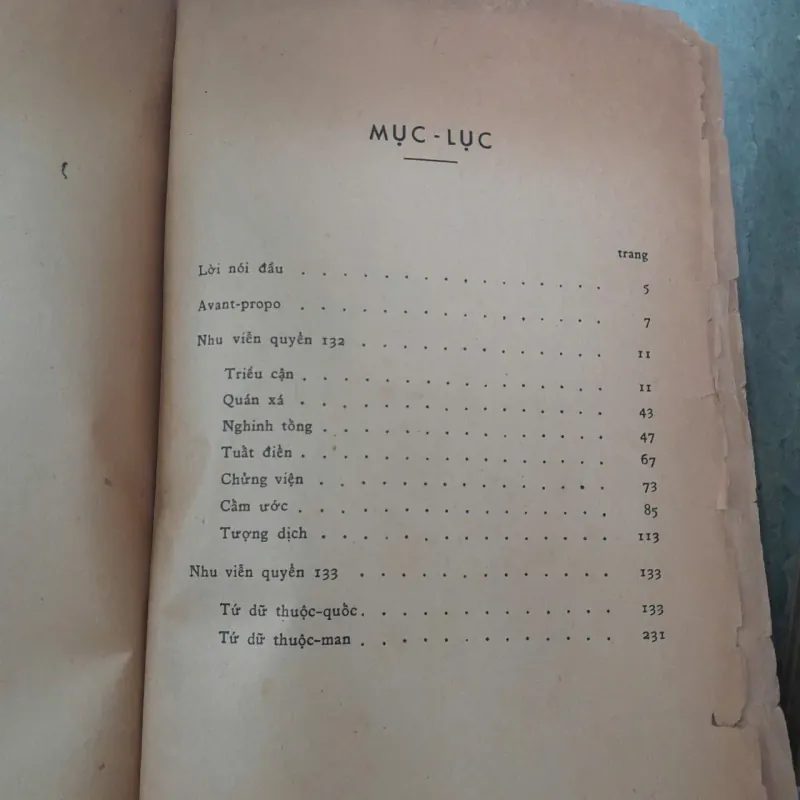 MỤC - LỤC
trang
Lời nói đầu . . . . . . . . . . . . . . . 5
Avant-propo . . . . . . . . . . . . . . . 7
Nhu viễn quyển 132 . . . . . . . . . . . . 11
Triều cận . . . . . . . . . . . . . . . 11
Quán xá . . . . . . . . . . . . . . . 43
Nghinh tồng . . . . . . . . . . . . . . 47
Tuất điển . . . . . . . . . . . . . . . 67
Chửng viện . . . . . . . . . . . . . . 73
Cấm ước . . . . . . . . . . . . . . . 85
Tượng dịch . . . . . . . . . . . . . . 113
Nhu viễn quyển 133 . . . . . . . . . . . . 133
Tứ dữ thuộc-quốc . . . . . . . . . . . . 133
Tứ dữ thuộc-man . . . . . . . . . . . . 231